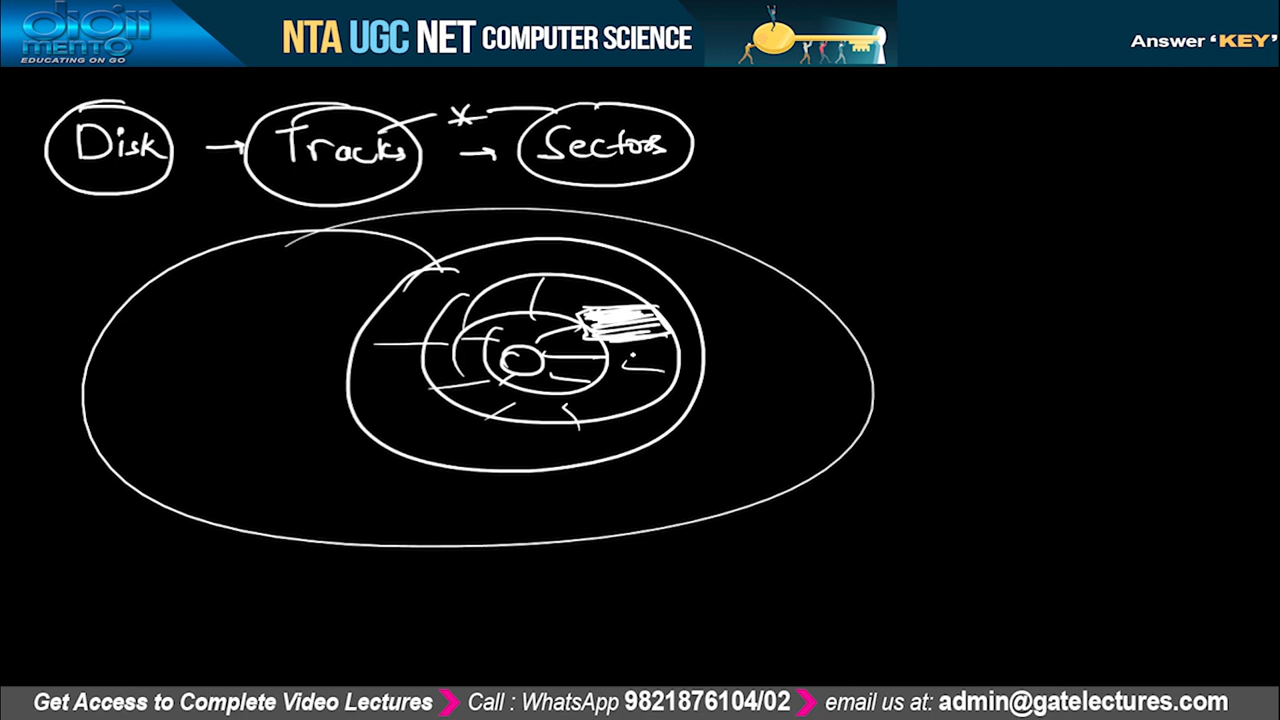 didii
MENTO
EDUCATING ON GO
NTA UGC NET COMPUTER SCIENCE
Answer ‘KEY’
Disk → Tracks * → Sectors
Get Access to Complete Video Lectures Call : WhatsApp 9821876104/02 email us at: admin@gatelectures.com